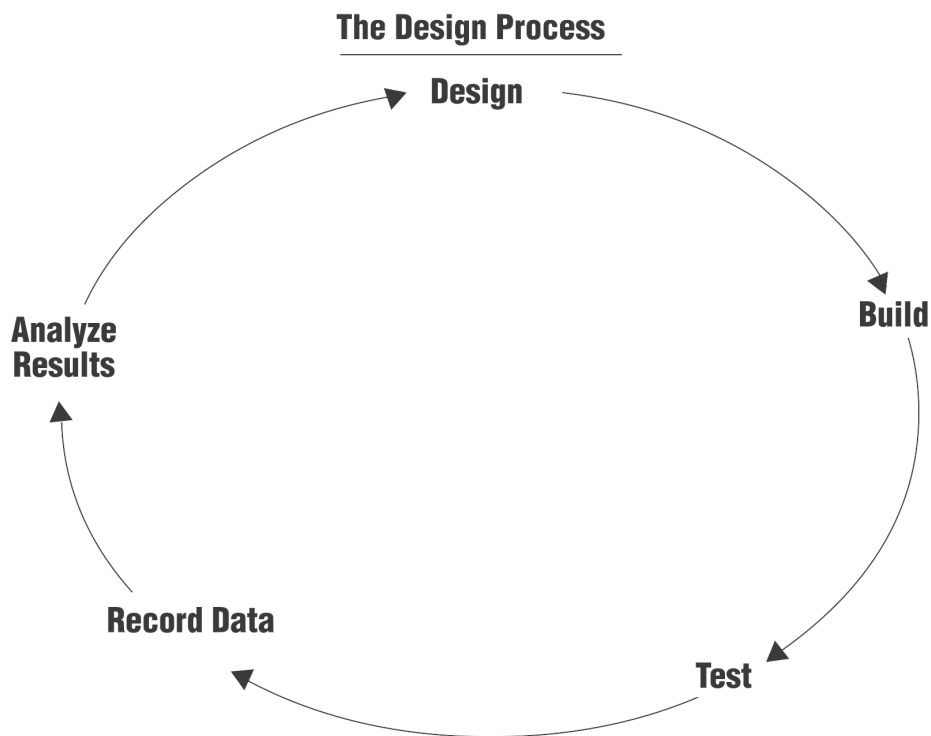 The Design Process
Design
Build
Test
Record Data
Analyze
Results